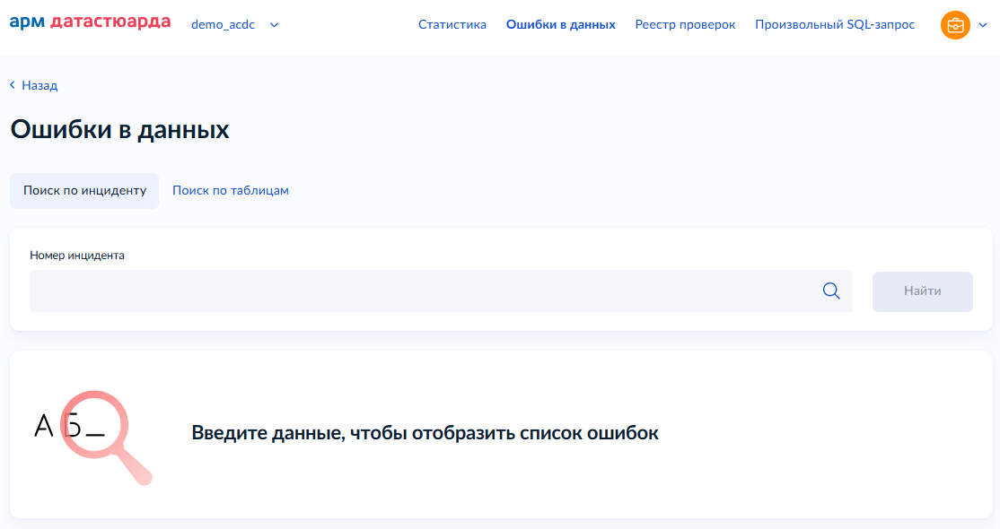 арм датастюарда demo_acdc Статистика Ошибки в данных Реестр проверок Произвольный SQL-запрос
Назад
Ошибки в данных
Поиск по инциденту Поиск по таблицам
Номер инцидента
Найти
А Б_
Введите данные, чтобы отобразить список ошибок